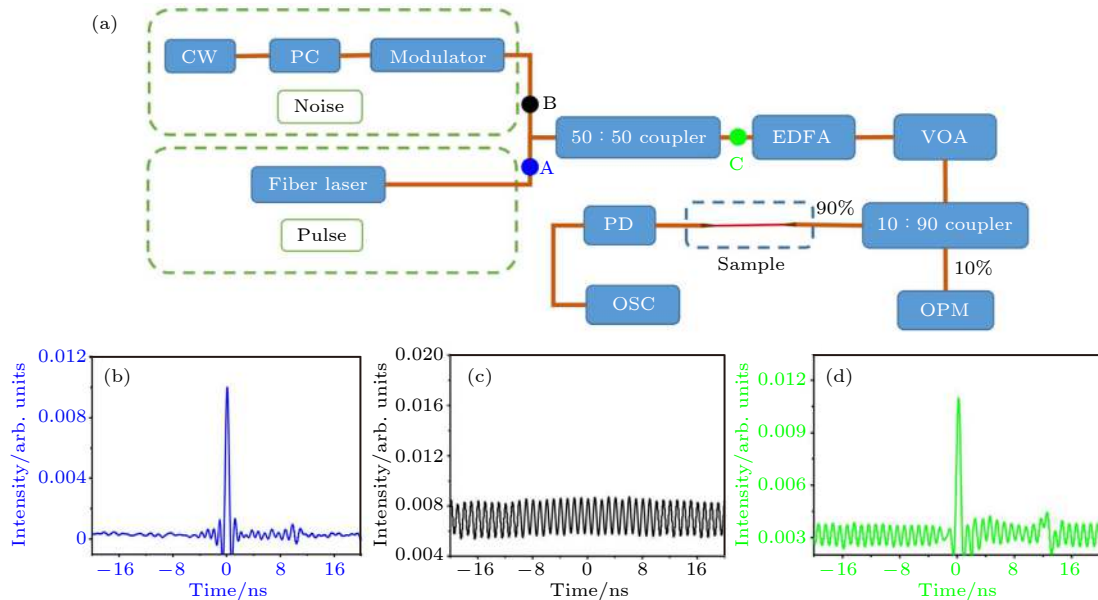 (a)
CW
PC
Modulator
Noise
B
A
50 : 50 coupler
C
EDFA
VOA
Fiber laser
Pulse
PD
90%
10 : 90 coupler
Sample
10%
OSC
OPM
(b)
Intensity/arb. units
0.012
0.008
0.004
0
−16 −8 0 8 16
Time/ns
(c)
Intensity/arb. units
0.020
0.016
0.012
0.008
0.004
−16 −8 0 8 16
Time/ns
(d)
Intensity/arb. units
0.012
0.009
0.006
0.003
−16 −8 0 8 16
Time/ns